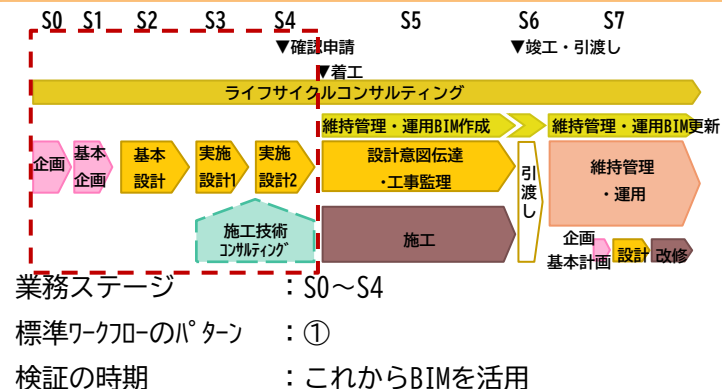 S0 S1 S2 S3 S4 S5 S6 S7
▼確認申請 ▼竣工・引渡し
▼着工
ライフサイクルコンサルティング
維持管理・運用BIM作成 維持管理・運用BIM更新
企画 基本企画 基本設計 実施設計1 実施設計2 設計意図伝達・工事監理 引渡し 維持管理・運用
施工技術
コンサルティング
施工
企画
基本計画 設計 改修
業務ステージ :S0~S4
標準ワークフローのパターン :①
検証の時期 :これからBIMを活用